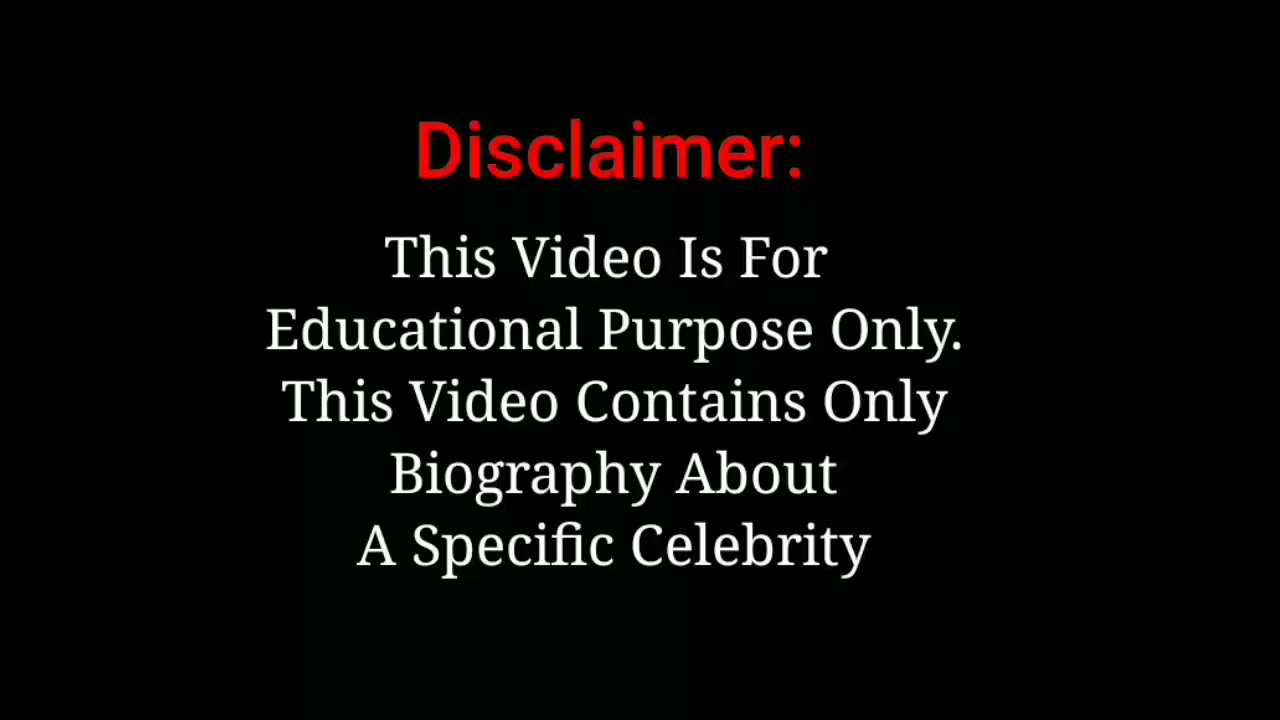 Disclaimer:
This Video Is For
Educational Purpose Only.
This Video Contains Only
Biography About
A Specific Celebrity